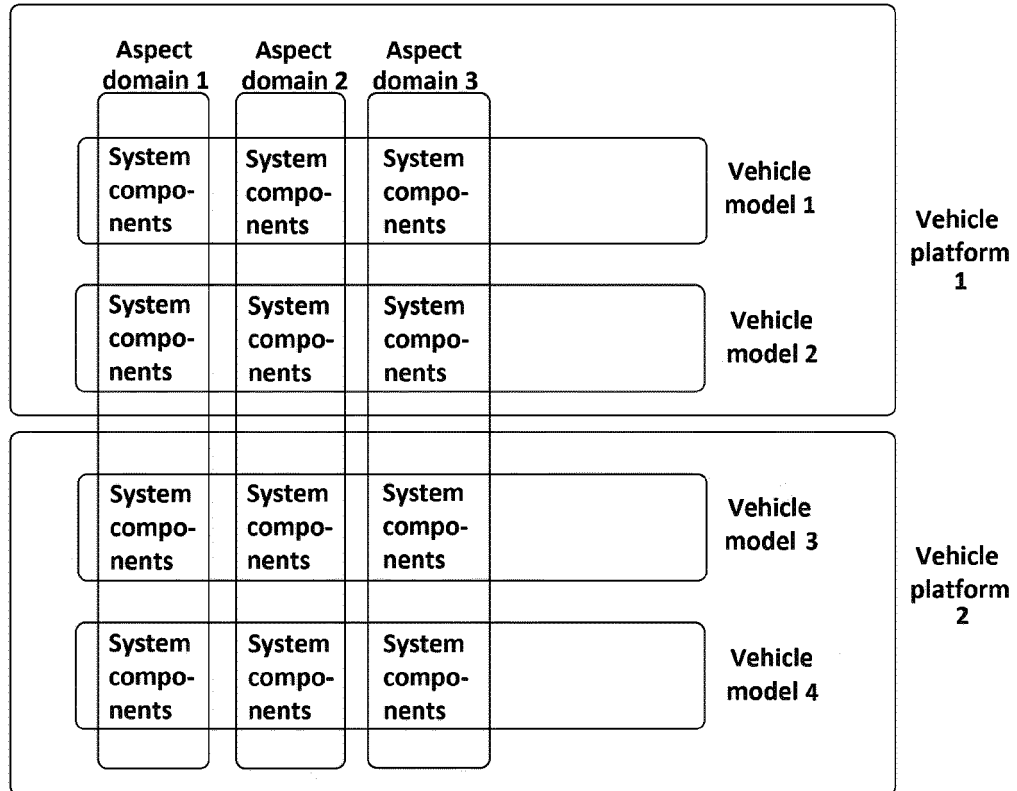 Aspect domain 1
Aspect domain 2
Aspect domain 3
System compo- nents
System compo- nents
System compo- nents
Vehicle model 1
System compo- nents
System compo- nents
System compo- nents
Vehicle model 2
Vehicle platform 1
System compo- nents
System compo- nents
System compo- nents
Vehicle model 3
System compo- nents
System compo- nents
System compo- nents
Vehicle model 4
Vehicle platform 2